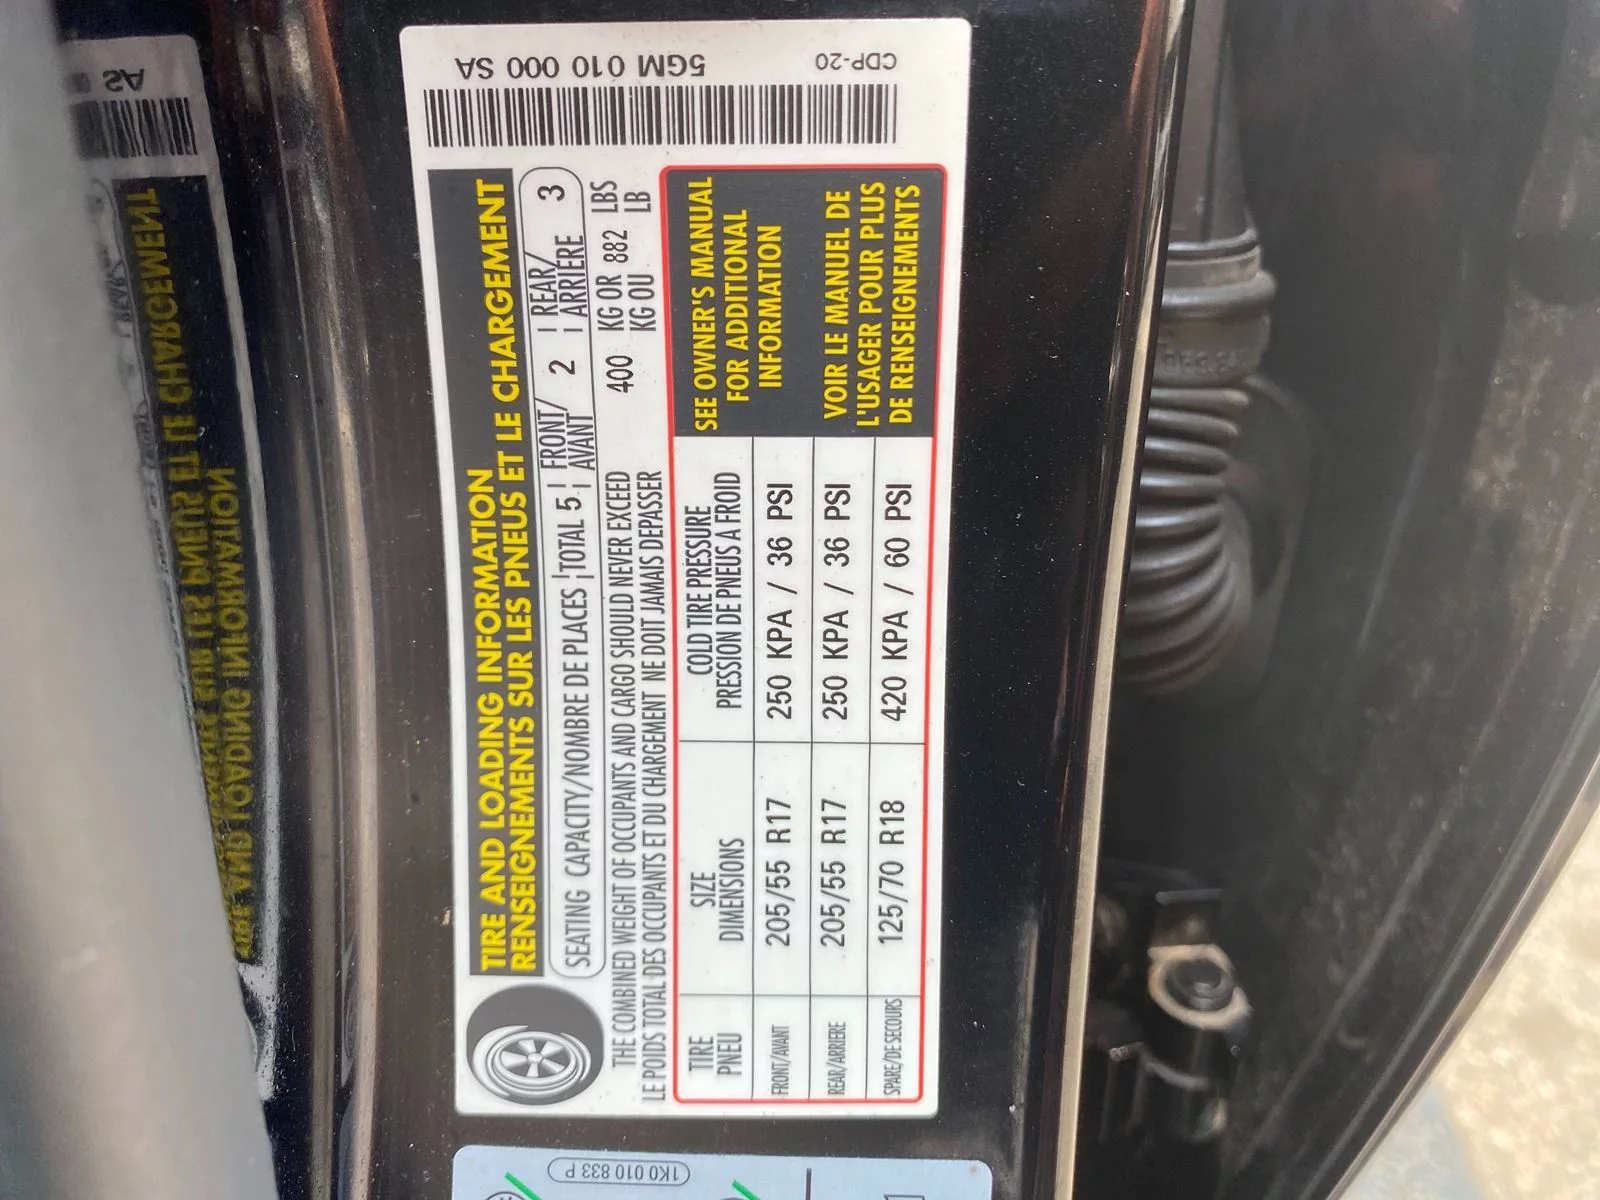 TIRE AND LOADING INFORMATION
RENSEIGNEMENTS SUR LES PNEUS ET LE CHARGEMENT
SEATING CAPACITY/NOMBRE DE PLACES TOTAL 5 FRONT/ AVANT 2 REAR/ ARRIÈRE 3
THE COMBINED WEIGHT OF OCCUPANTS AND CARGO SHOULD NEVER EXCEED 400 KG OR 882 LBS
LE POIDS TOTAL DES OCCUPANTS ET DU CHARGEMENT NE DOIT JAMAIS DEPASSER KG OU LB
TIRE SIZE COLD TIRE PRESSURE
PNEU DIMENSIONS PRESSION DE PNEUS A FROID
FRONT/AVANT 205/55 R17 250 KPA / 36 PSI
REAR/ARRIERE 205/55 R17 250 KPA / 36 PSI
SPARE/DE SECOURS 125/70 R18 420 KPA / 60 PSI
SEE OWNER'S MANUAL
FOR ADDITIONAL
INFORMATION
VOIR LE MANUEL DE
L'USAGER POUR PLUS
DE RENSEIGNEMENTS
5GM 010 000 SA
CDP-20
1K0 010 833 P